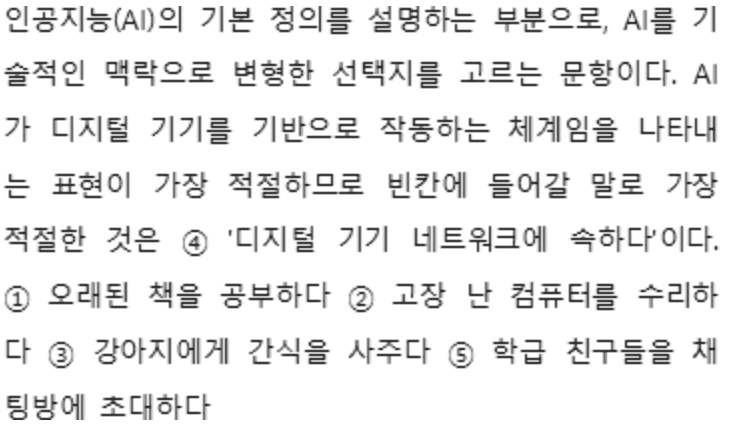 인공지능(AI)의 기본 정의를 설명하는 부분으로, AI를 기
술적인 맥락으로 변형한 선택지를 고르는 문항이다. AI
가 디지털 기기를 기반으로 작동하는 체계임을 나타내
는 표현이 가장 적절하므로 빈칸에 들어갈 말로 가장
적절한 것은 ④ '디지털 기기 네트워크에 속하다'이다.
① 오래된 책을 공부하다 ② 고장 난 컴퓨터를 수리하
다 ③ 강아지에게 간식을 사주다 ⑤ 학급 친구들을 채
팅방에 초대하다